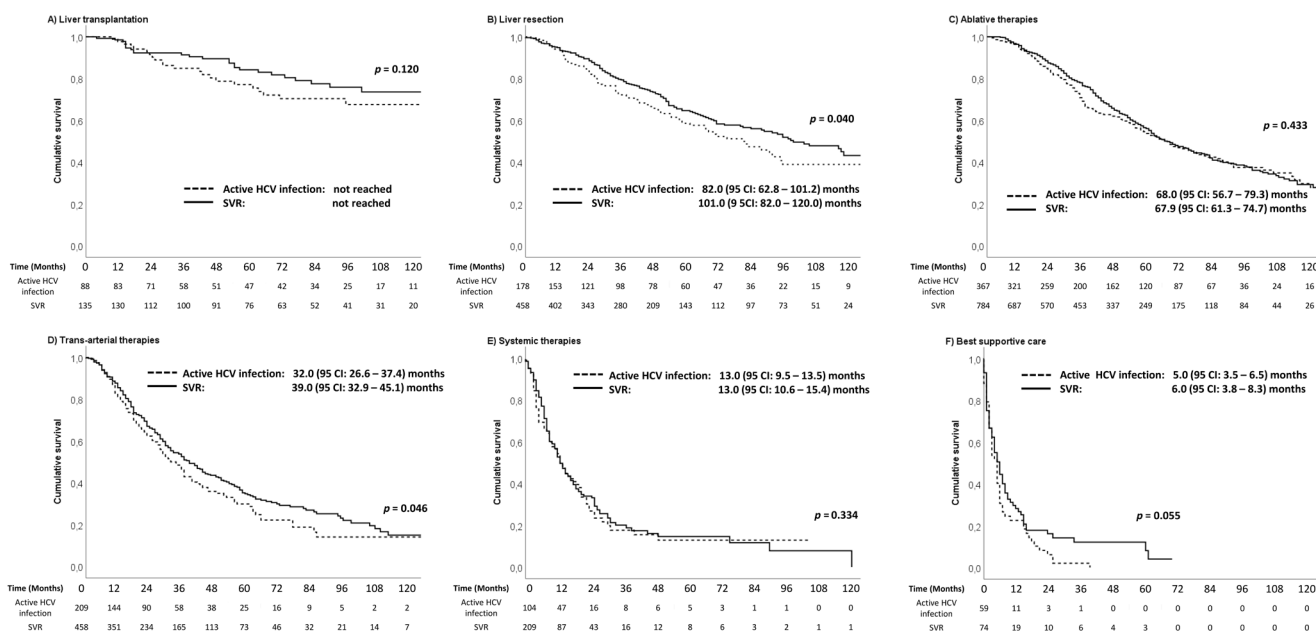 A) Liver transplantation
Cumulative survival
1,0
0,8
0,6
0,4
0,2
0,0
p = 0.120
Active HCV infection: not reached
SVR: not reached
Time (Months) 0 12 24 36 48 60 72 84 96 108 120
Active HCV infection 88 83 71 58 51 47 42 34 25 17 11
SVR 135 130 112 100 91 76 63 52 41 31 20
B) Liver resection
Cumulative survival
1,0
0,8
0,6
0,4
0,2
0,0
p = 0.040
Active HCV infection: 82.0 (95 CI: 62.8 – 101.2) months
SVR: 101.0 (9 5CI: 82.0 – 120.0) months
Time (Months) 0 12 24 36 48 60 72 84 96 108 120
Active HCV infection 178 153 121 98 78 60 47 36 22 15 9
SVR 458 402 343 280 209 143 112 97 73 51 24
C) Ablative therapies
Cumulative survival
1,0
0,8
0,6
0,4
0,2
0,0
p = 0.433
Active HCV infection: 68.0 (95 CI: 56.7 – 79.3) months
SVR: 67.9 (95 CI: 61.3 – 74.7) months
Time (Months) 0 12 24 36 48 60 72 84 96 108 120
Active HCV infection 367 321 259 200 162 120 87 67 36 24 16
SVR 784 687 570 453 337 249 175 118 84 44 26
D) Trans-arterial therapies
Cumulative survival
1,0
0,8
0,6
0,4
0,2
0,0
Active HCV infection: 32.0 (95 CI: 26.6 – 37.4) months
SVR: 39.0 (95 CI: 32.9 – 45.1) months
p = 0.046
Time (Months) 0 12 24 36 48 60 72 84 96 108 120
Active HCV infection 209 144 90 58 38 25 16 9 5 2 2
SVR 458 351 234 165 113 73 46 32 21 14 7
E) Systemic therapies
Cumulative survival
1,0
0,8
0,6
0,4
0,2
0,0
Active HCV infection: 13.0 (95 CI: 9.5 – 13.5) months
SVR: 13.0 (95 CI: 10.6 – 15.4) months
p = 0.334
Time (Months) 0 12 24 36 48 60 72 84 96 108 120
Active HCV infection 104 47 16 8 6 5 3 1 1 0 0
SVR 209 87 43 16 12 8 6 3 2 1 1
F) Best supportive care
Cumulative survival
1,0
0,8
0,6
0,4
0,2
0,0
Active HCV infection: 5.0 (95 CI: 3.5 – 6.5) months
SVR: 6.0 (95 CI: 3.8 – 8.3) months
p = 0.055
Time (Months) 0 12 24 36 48 60 72 84 96 108 120
Active HCV infection 59 11 3 1 0 0 0 0 0 0 0
SVR 74 19 10 6 4 3 0 0 0 0 0